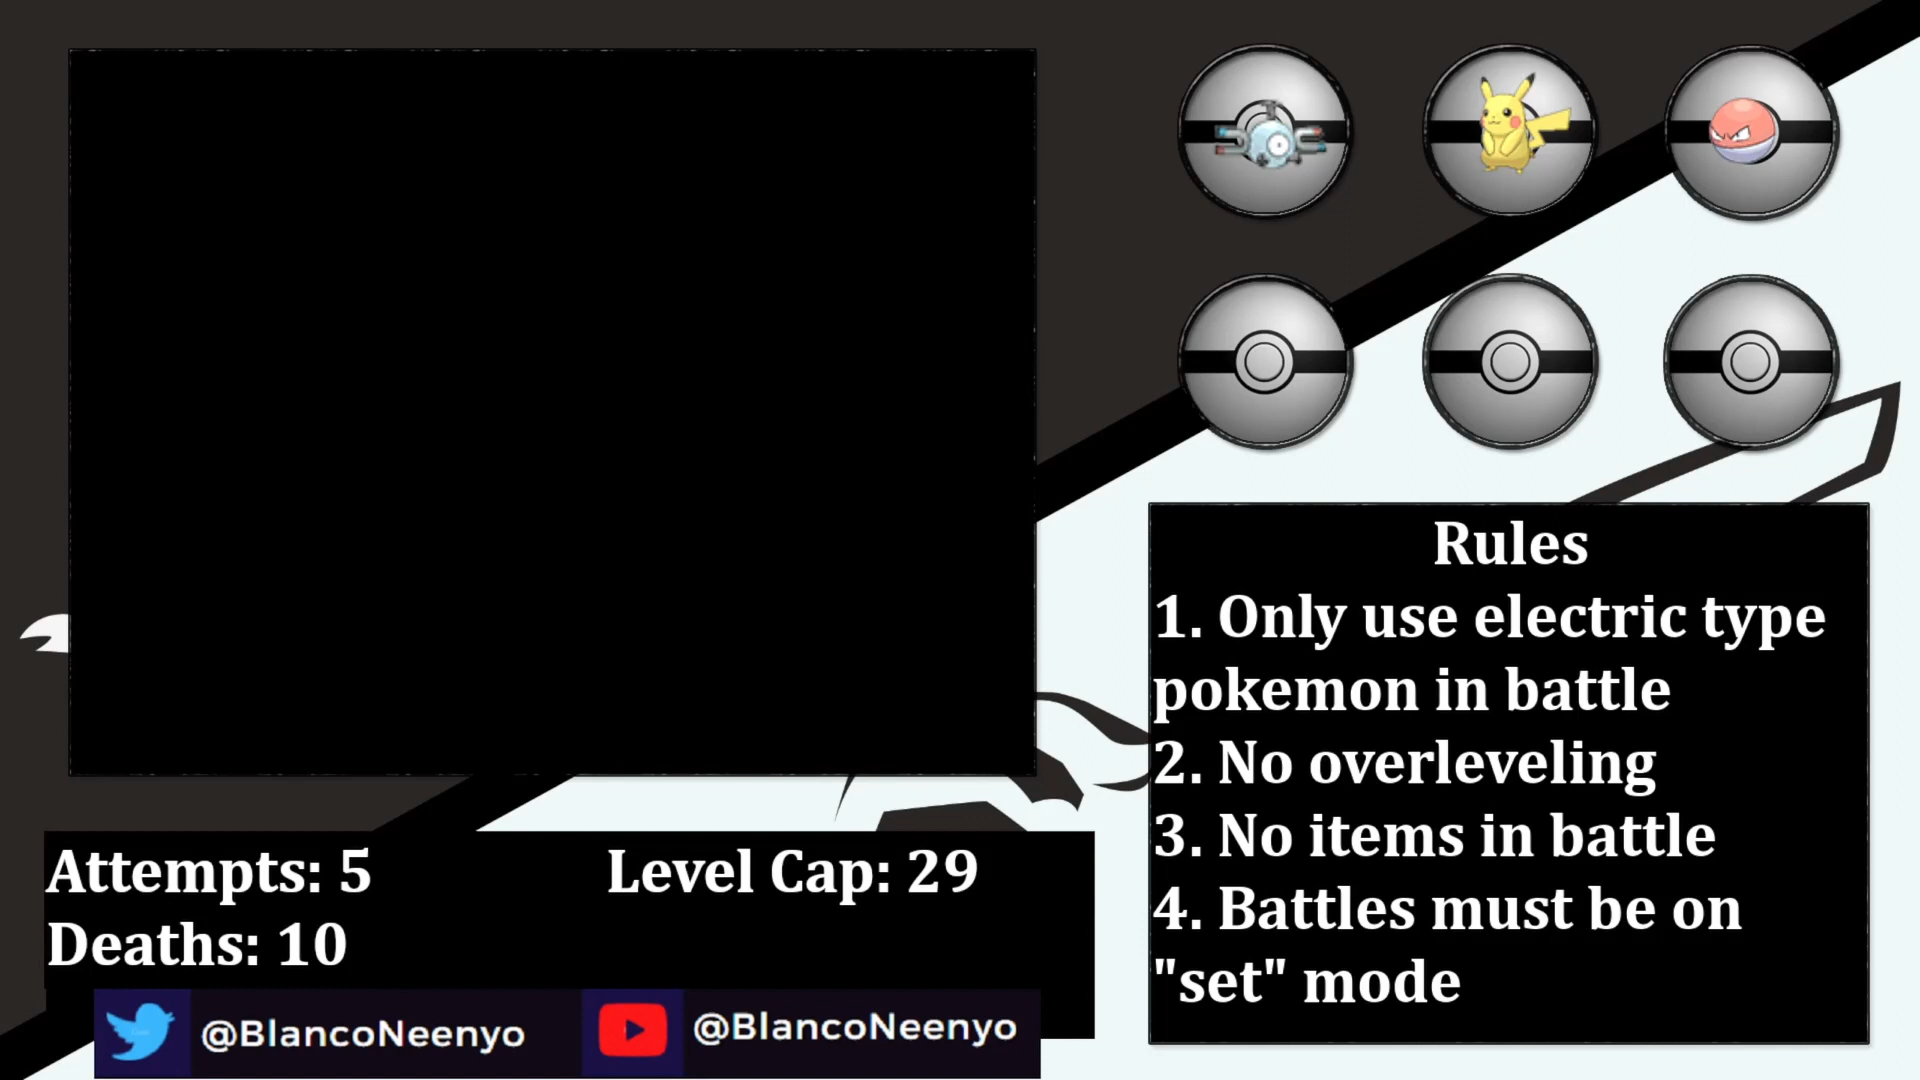 Rules
1. Only use electric type
pokemon in battle
2. No overleveling
3. No items in battle
4. Battles must be on
"set" mode
Attempts: 5
Level Cap: 29
Deaths: 10
@BlancoNeenyo
@BlancoNeenyo